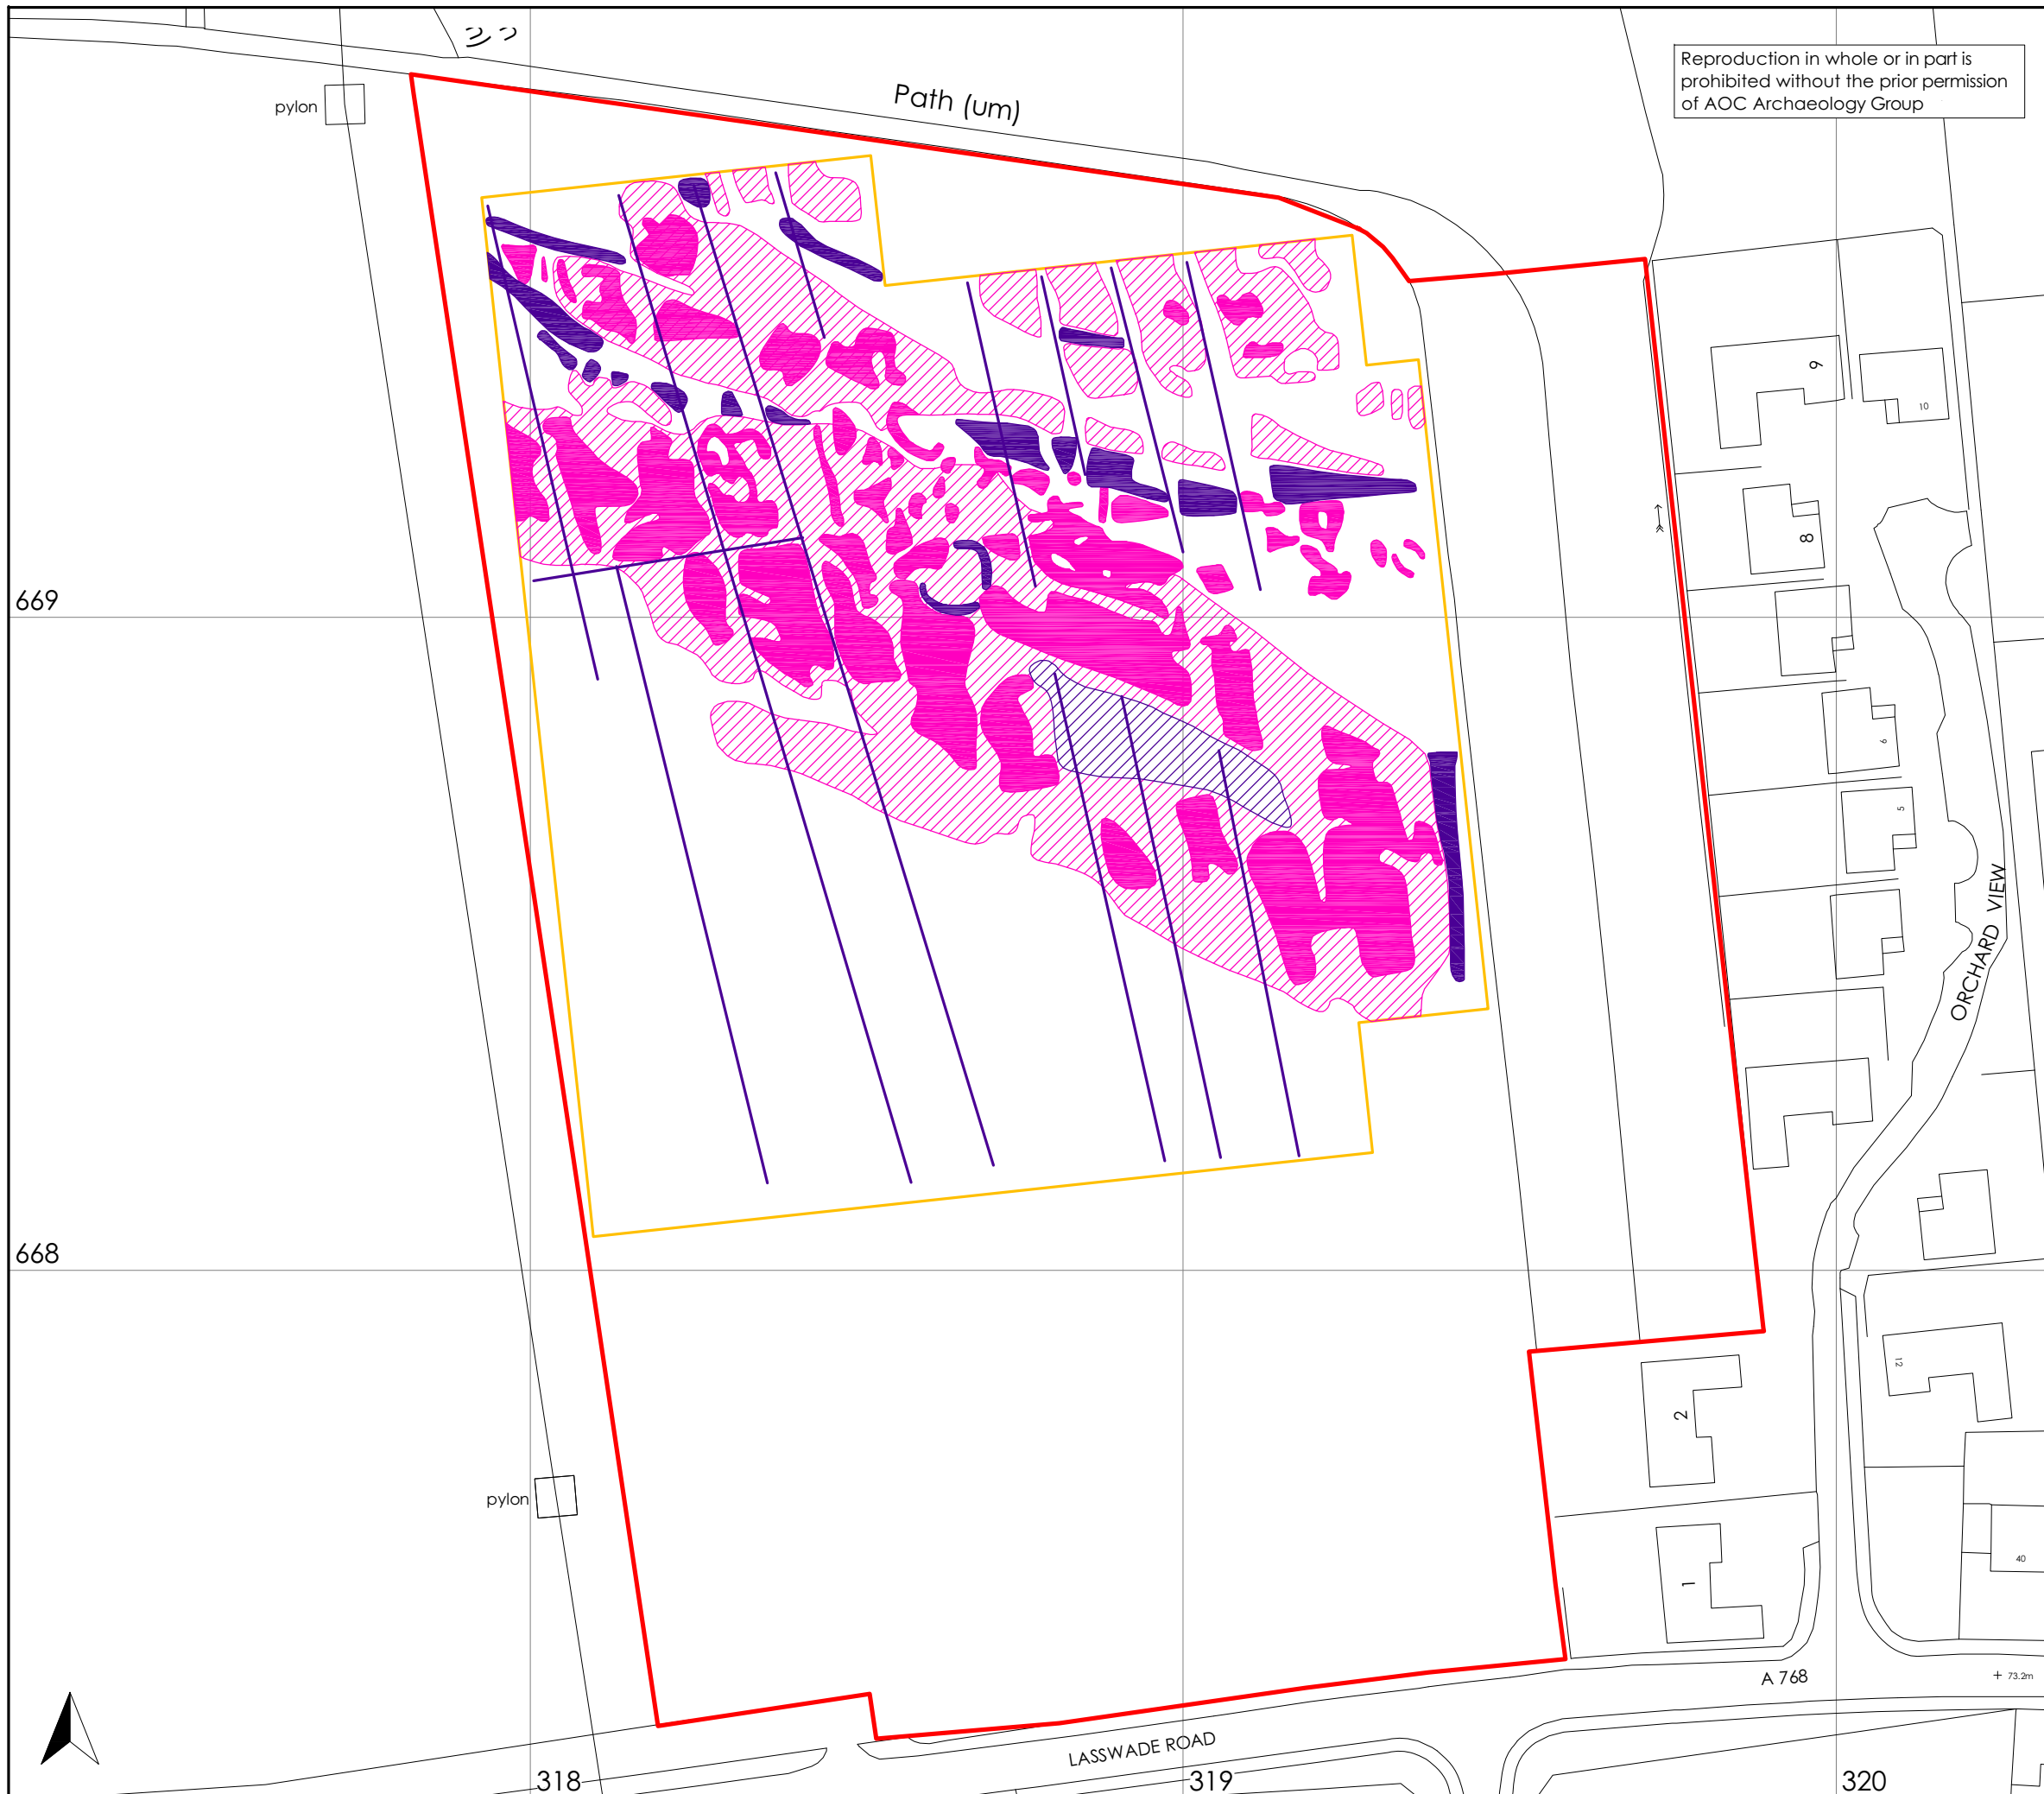 Reproduction in whole or in part is
prohibited without the prior permission
of AOC Archaeology Group
Path (um)
pylon
9
10
8
6
5
669
ORCHARD VIEW
668
12
2
pylon
1
40
A 768
73.2m
LASSWADE ROAD
318
319
320